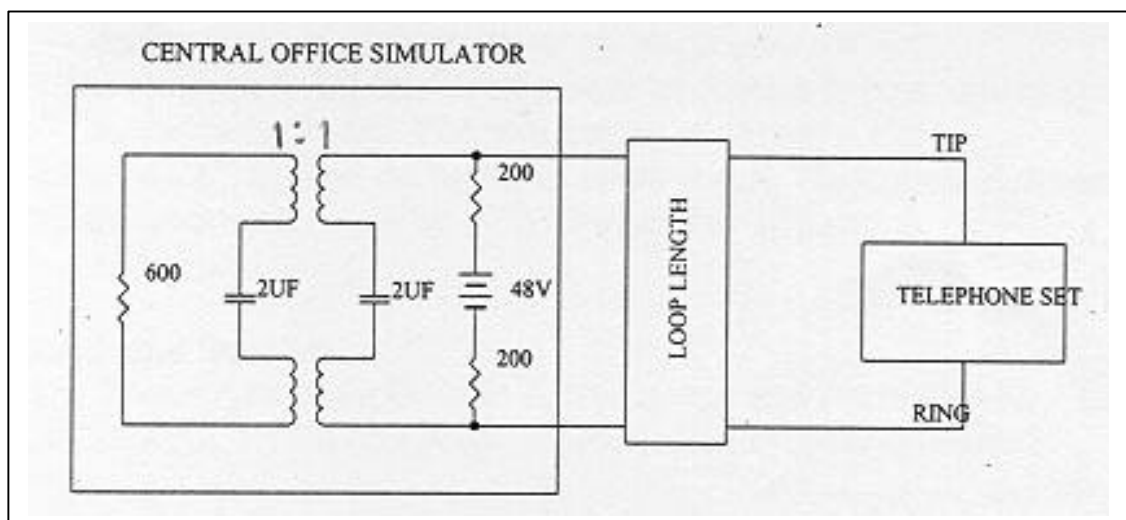 CENTRAL OFFICE SIMULATOR
1:1
TIP
200
600
2UF
2UF
48V
LOOP LENGTH
TELEPHONE SET
200
RING